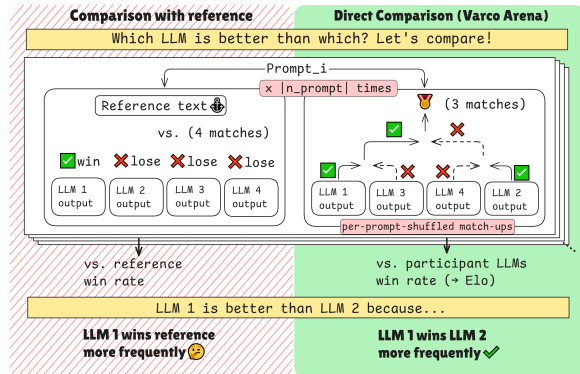 Comparison with reference
Direct Comparison (Varco Arena)
Which LLM is better than which? Let's compare!
Prompt_i
x |n_prompt| times
Reference text
vs. (4 matches)
win
lose
lose
lose
LLM 1
output
LLM 2
output
LLM 3
output
LLM 4
output
(3 matches)
LLM 1
output
LLM 3
output
LLM 4
output
LLM 2
output
per-prompt-shuffled match-ups
vs. reference
win rate
vs. participant LLMs
win rate (→ Elo)
LLM 1 is better than LLM 2 because...
LLM 1 wins reference
more frequently
LLM 1 wins LLM 2
more frequently